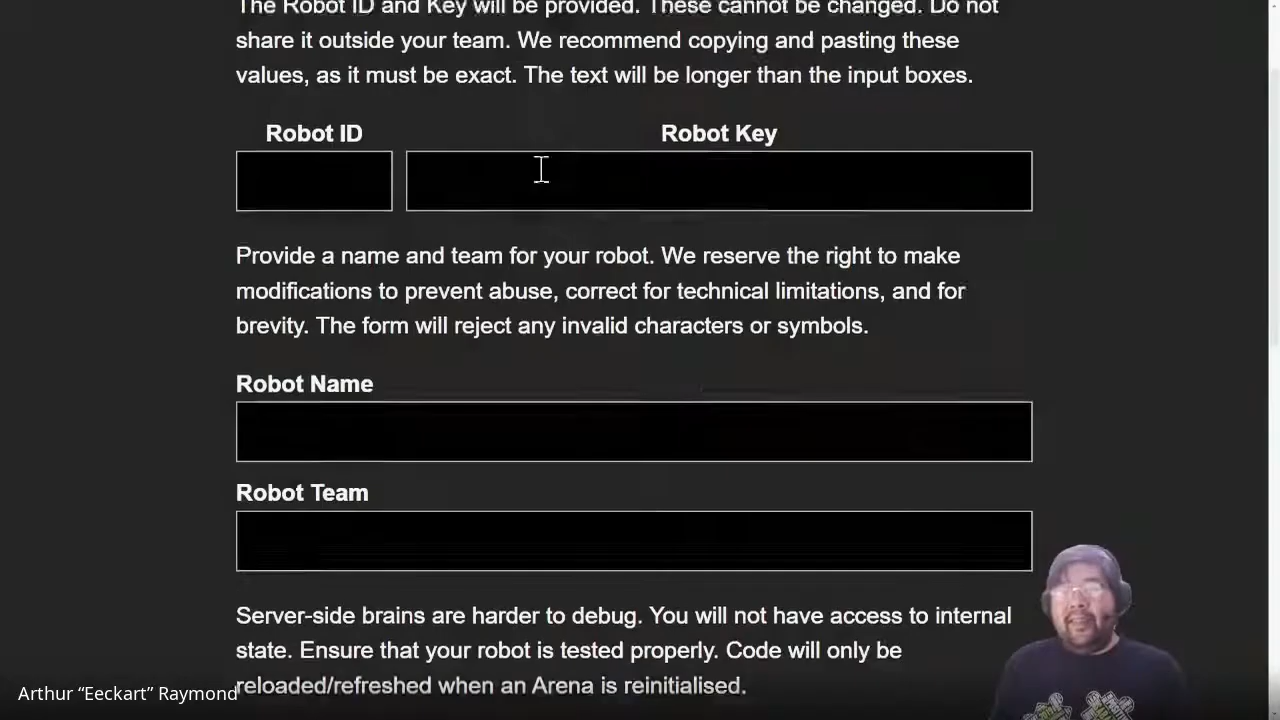 The Robot ID and Key will be provided. These cannot be changed. Do not
share it outside your team. We recommend copying and pasting these
values, as it must be exact. The text will be longer than the input boxes.
Robot ID
Robot Key
Provide a name and team for your robot. We reserve the right to make
modifications to prevent abuse, correct for technical limitations, and for
brevity. The form will reject any invalid characters or symbols.
Robot Name
Robot Team
Server-side brains are harder to debug. You will not have access to internal
state. Ensure that your robot is tested properly. Code will only be
reloaded/refreshed when an Arena is reinitialised.
Arthur “Eeckart” Raymond